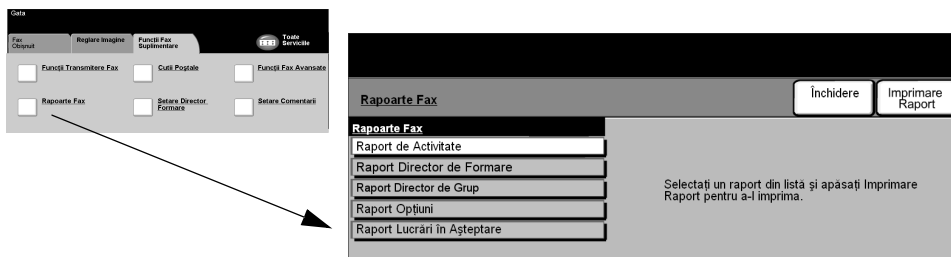 Gata
Fax
Obişnuit
Reglare Imagine
Funcţii Fax
Suplimentare
Toate
Serviciile
Funcţii Transmitere Fax
Cutii Poştale
Funcţii Fax Avansate
Rapoarte Fax
Setare Director
Formare
Setare Comentarii
Rapoarte Fax
Închidere
Imprimare
Raport
Rapoarte Fax
Raport de Activitate
Raport Director de Formare
Raport Director de Grup
Raport Opţiuni
Raport Lucrări în Aşteptare
Selectaţi un raport din listă şi apăsaţi Imprimare
Raport pentru a-l imprima.